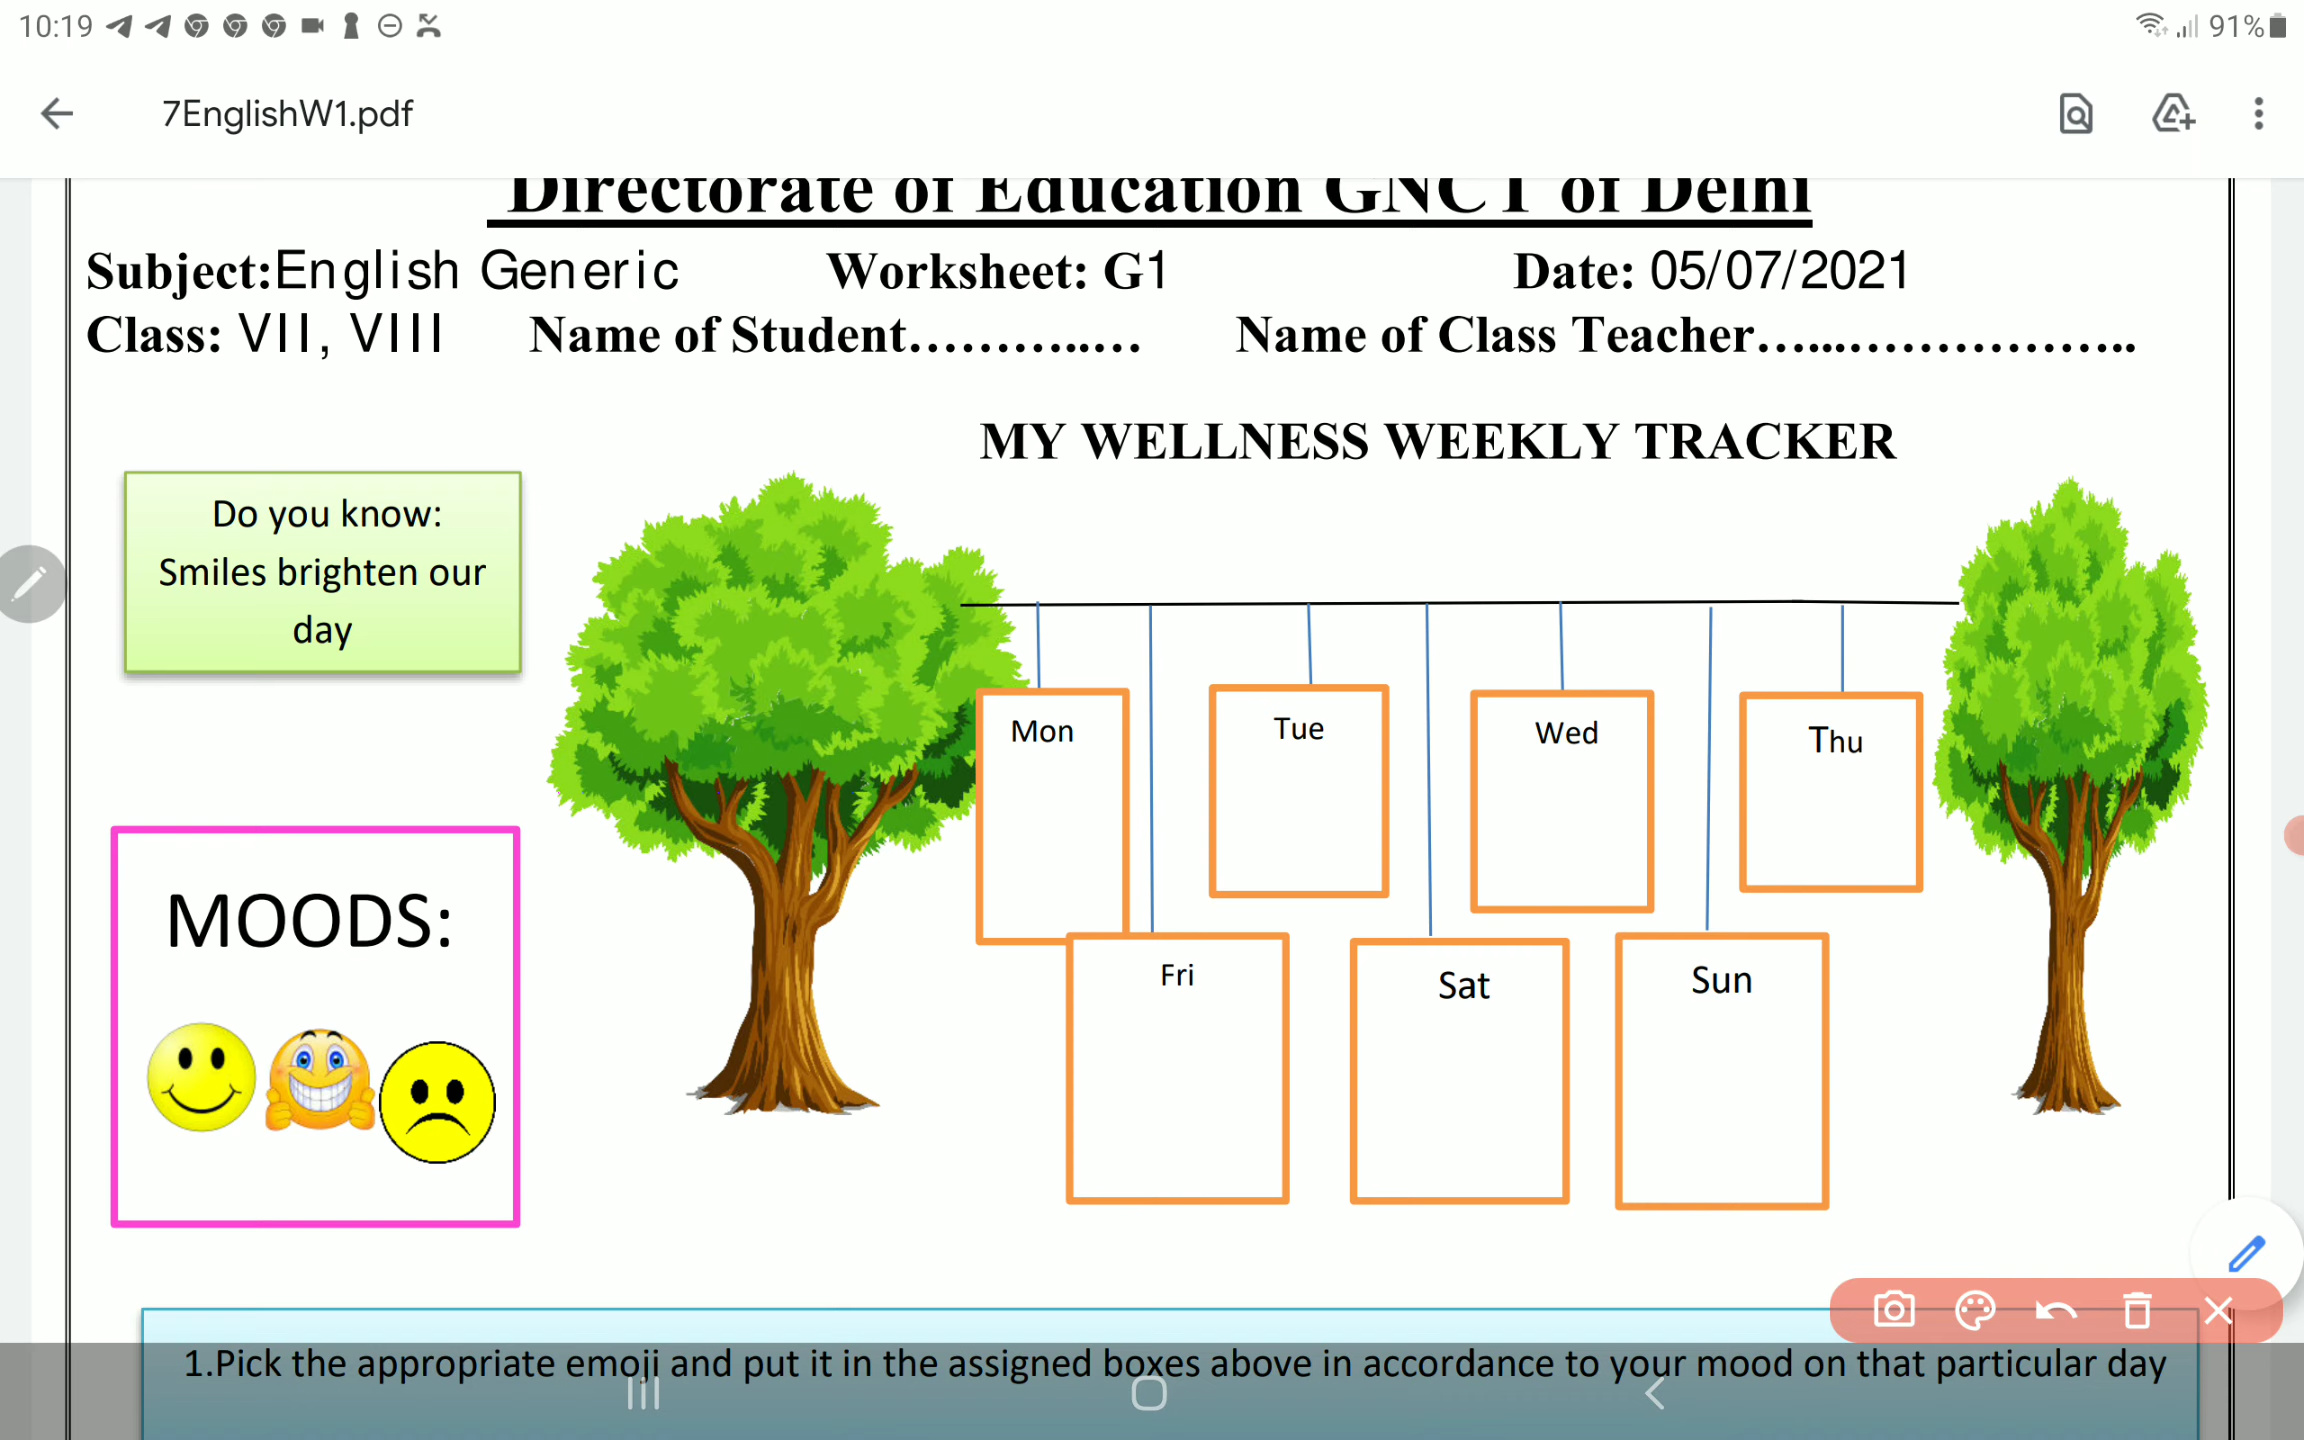 10:19
91%
7EnglishW1.pdf
Directorate of Education GNCT of Delhi
Subject:English Generic Worksheet: G1 Date: 05/07/2021
Class: VII, VIII Name of Student………..… Name of Class Teacher…...………………..
MY WELLNESS WEEKLY TRACKER
Do you know:
Smiles brighten our
day
Mon
Tue
Wed
Thu
MOODS:
Fri
Sat
Sun
1.Pick the appropriate emoji and put it in the assigned boxes above in accordance to your mood on that particular day